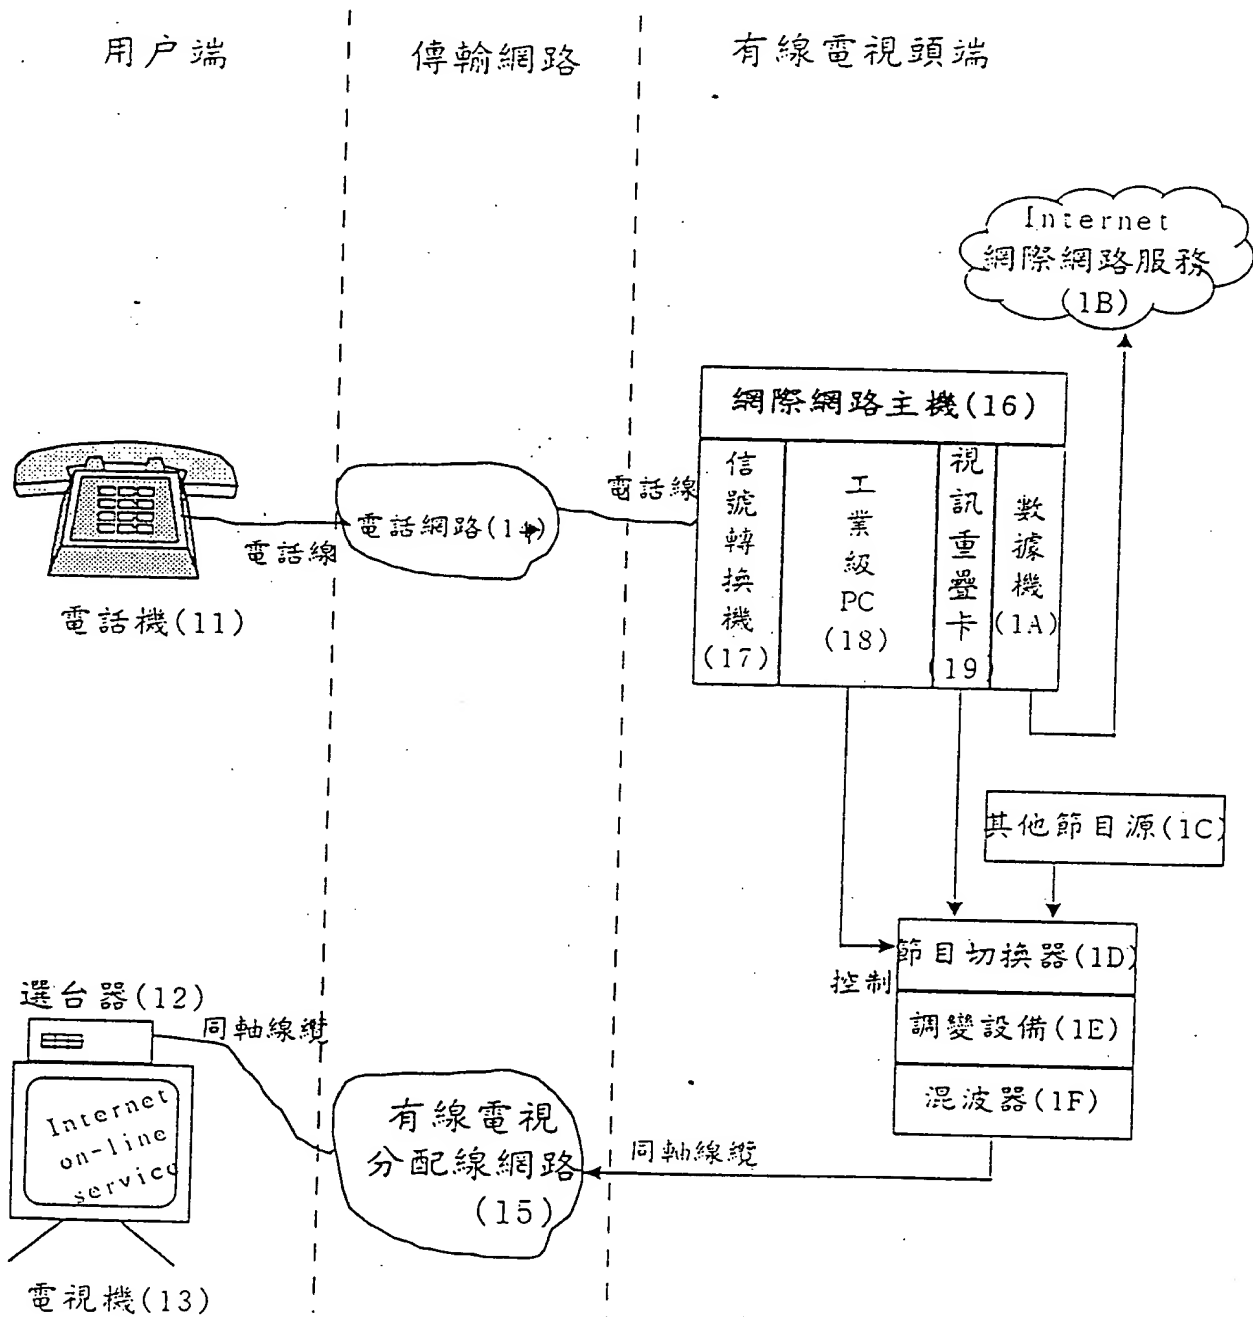 用户端
傳輸網路
有線電視頭端
Internet
網際網路服務
(1B)
網際網路主機(16)
信號轉換機(17)
工業級PC(18)
視訊重疊卡(19
數據機(1A)
電話線
電話網路(14)
電話線
電話機(11)
其他節目源(1C)
節目切換器(1D)
控制
調變設備(1E)
混波器(1F)
選台器(12)
同軸線纜
Internet
on-line
service
有線電視
分配線網路
(15)
同軸線纜
電視機(13)